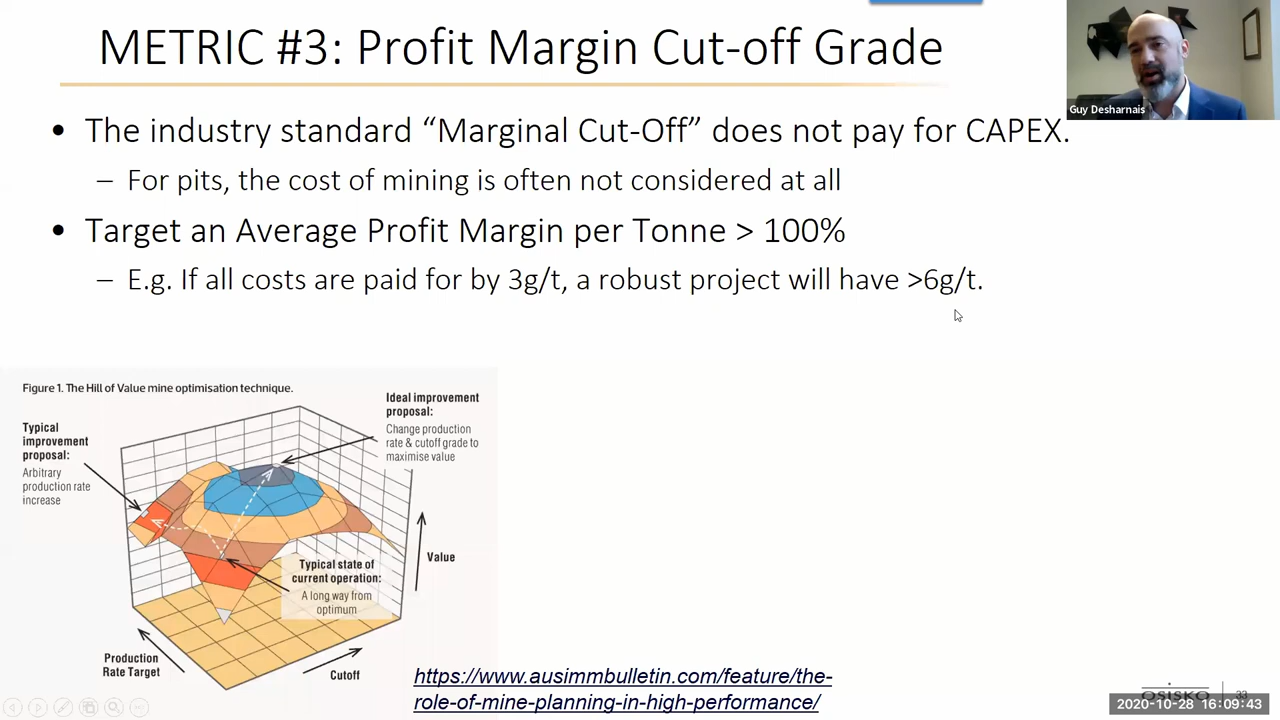 METRIC #3: Profit Margin Cut-off Grade
Guy Desharnais
• The industry standard “Marginal Cut-Off” does not pay for CAPEX.
– For pits, the cost of mining is often not considered at all
• Target an Average Profit Margin per Tonne > 100%
– E.g. If all costs are paid for by 3g/t, a robust project will have >6g/t.
Figure 1. The Hill of Value mine optimisation technique.
Typical
improvement
proposal:
Arbitrary
production rate
increase
Ideal improvement
proposal:
Change production
rate & cutoff grade to
maximise value
Value
Typical state of
current operation:
A long way from
optimum
Production
Rate Target
Cutoff
https://www.ausimmbulletin.com/feature/the-
role-of-mine-planning-in-high-performance/
OSISKO
33
2020-10-28 16:09:43